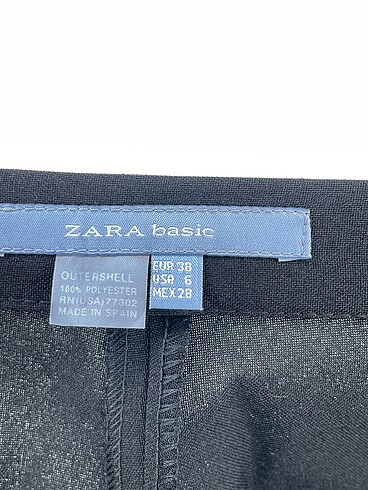 ZARA basic
OUTERSHELL
100% POLYESTER
RN(USA)77302
MADE IN SPAIN
EUR 38
USA 6
MEX 28